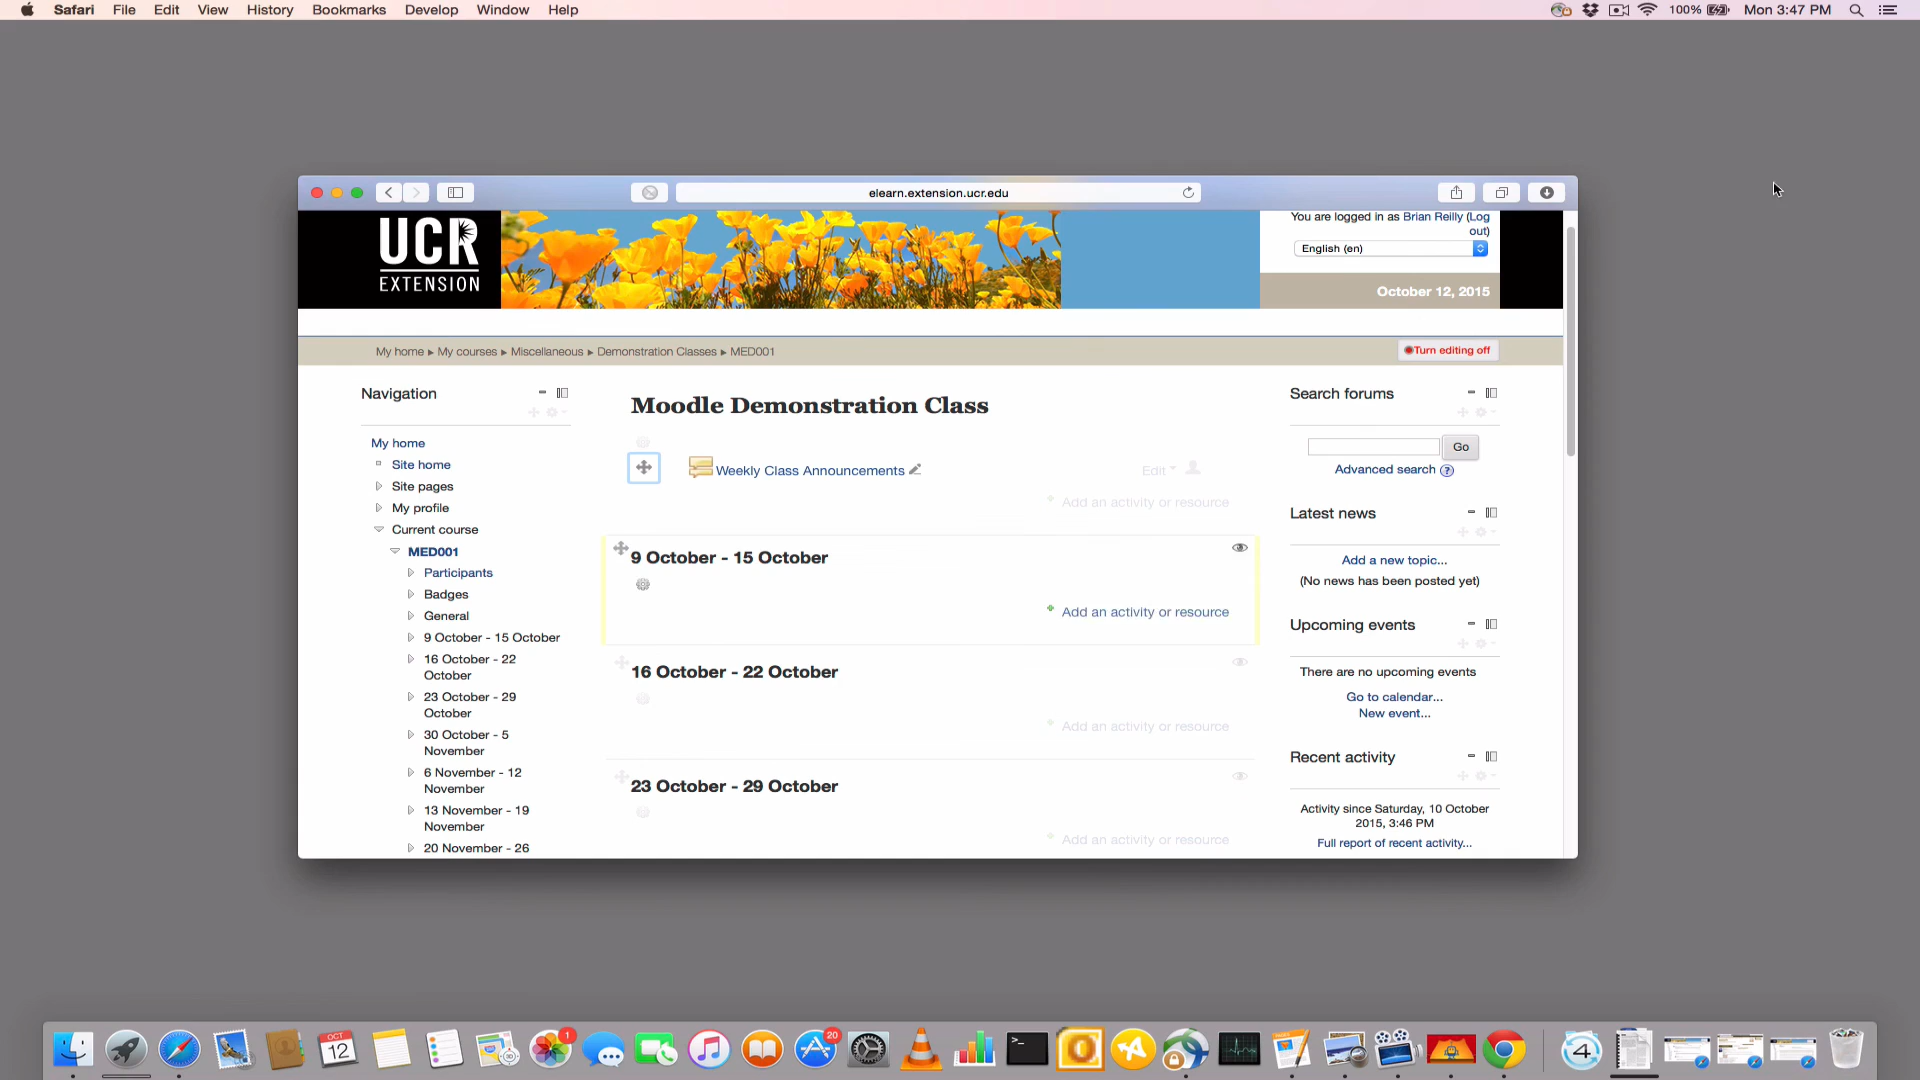 Safari File Edit View History Bookmarks Develop Window Help
100% Mon 3:47 PM
elearn.extension.ucr.edu
UCR
EXTENSION
You are logged in as Brian Reilly (Log
out)
English (en)
October 12, 2015
My home ▸ My courses ▸ Miscellaneous ▸ Demonstration Classes ▸ MED001
Turn editing off
Navigation
My home
Site home
Site pages
My profile
Current course
MED001
Participants
Badges
General
9 October - 15 October
16 October - 22
October
23 October - 29
October
30 October - 5
November
6 November - 12
November
13 November - 19
November
20 November - 26
Moodle Demonstration Class
Weekly Class Announcements
Edit
Add an activity or resource
9 October - 15 October
Add an activity or resource
16 October - 22 October
Add an activity or resource
23 October - 29 October
Add an activity or resource
Search forums
Go
Advanced search ?
Latest news
Add a new topic...
(No news has been posted yet)
Upcoming events
There are no upcoming events
Go to calendar...
New event...
Recent activity
Activity since Saturday, 10 October
2015, 3:46 PM
Full report of recent activity...
OCT
12
1
20
4